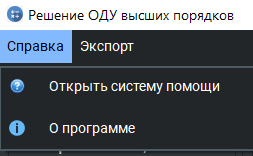 Решение ОДУ высших порядков
Справка Экспорт
Открыть систему помощи
О программе